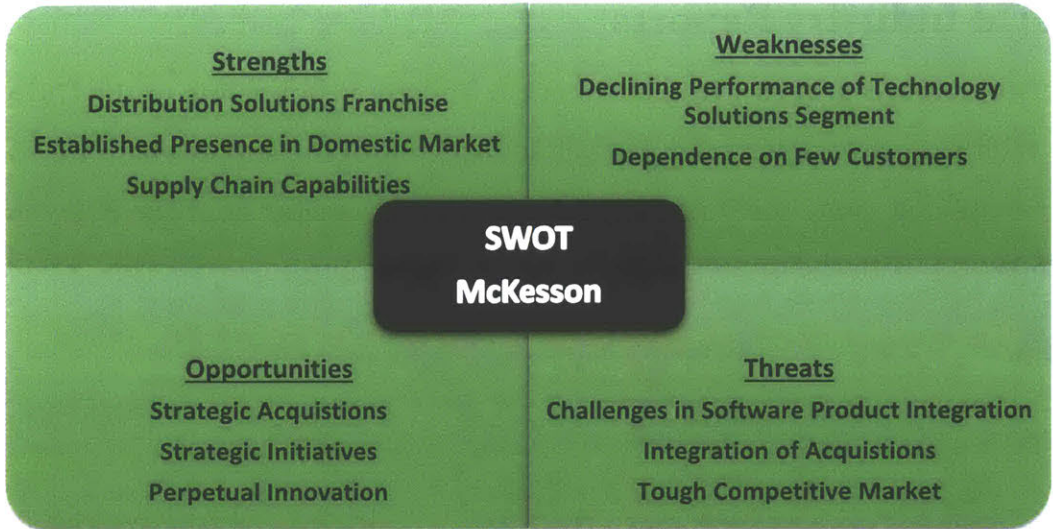 Strengths
Distribution Solutions Franchise
Established Presence in Domestic Market
Supply Chain Capabilities
Weaknesses
Declining Performance of Technology
Solutions Segment
Dependence on Few Customers
SWOT
McKesson
Opportunities
Strategic Acquistions
Strategic Initiatives
Perpetual Innovation
Threats
Challenges in Software Product Integration
Integration of Acquistions
Tough Competitive Market